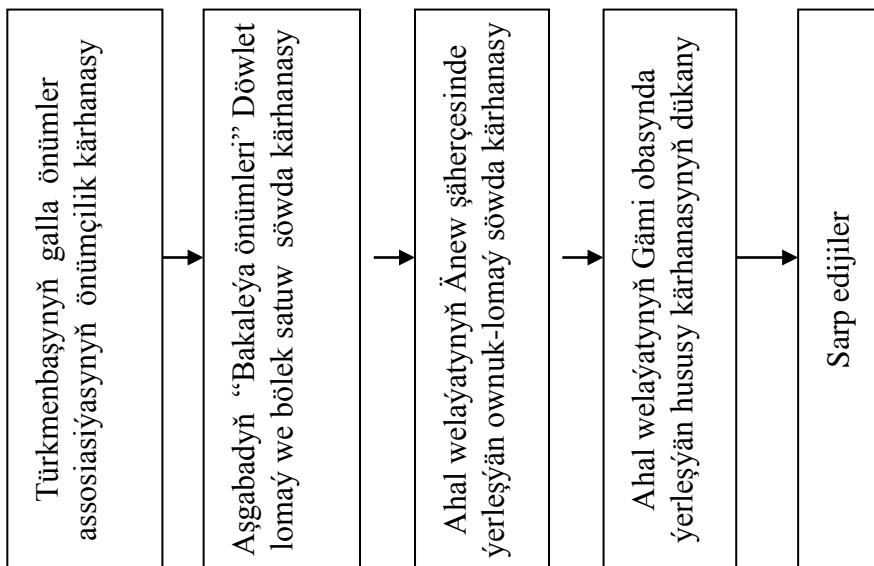 Türkmenbaşynyň galla önümler
assosiasiýasynyň önümçilik kärhanasy
Aşgabadyň “Bakaleýa önümleri” Döwlet
lomaý we bölek satuw söwda kärhanasy
Ahal welaýatynyň Änew şäherçesinde
ýerleşýän ownuk-lomaý söwda kärhanasy
Ahal welaýatynyň Gämi obasynda
ýerleşýän hususy kärhanasynyň dükany
Sarp edijiler